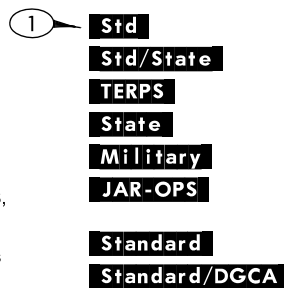 1 Std
Std/State
TERPS
State
Military
JAR-OPS
,
Standard
s
Standard/DGCA